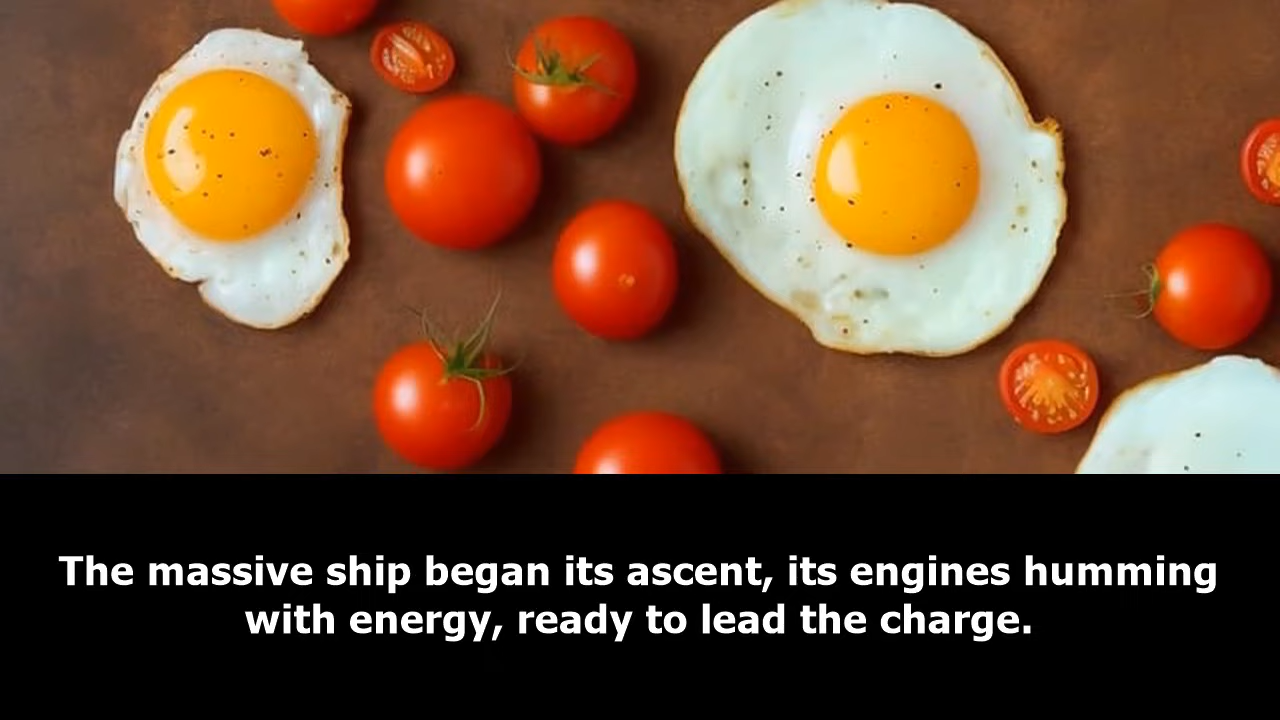 The massive ship began its ascent, its engines humming
with energy, ready to lead the charge.